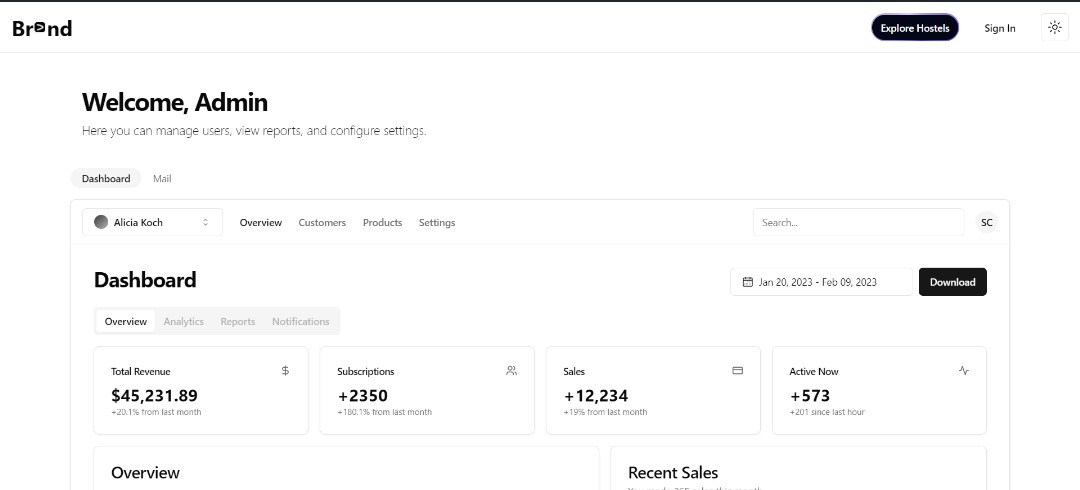 Brand
Explore Hostels
Sign In
Welcome, Admin
Here you can manage users, view reports, and configure settings.
Dashboard Mail
Alicia Koch Overview Customers Products Settings Search... SC
Dashboard
Jan 20, 2023 - Feb 09, 2023 Download
Overview Analytics Reports Notifications
Total Revenue
$45,231.89
+20.1% from last month
Subscriptions
+2350
+180.1% from last month
Sales
+12,234
+19% from last month
Active Now
+573
+201 since last hour
Overview
Recent Sales